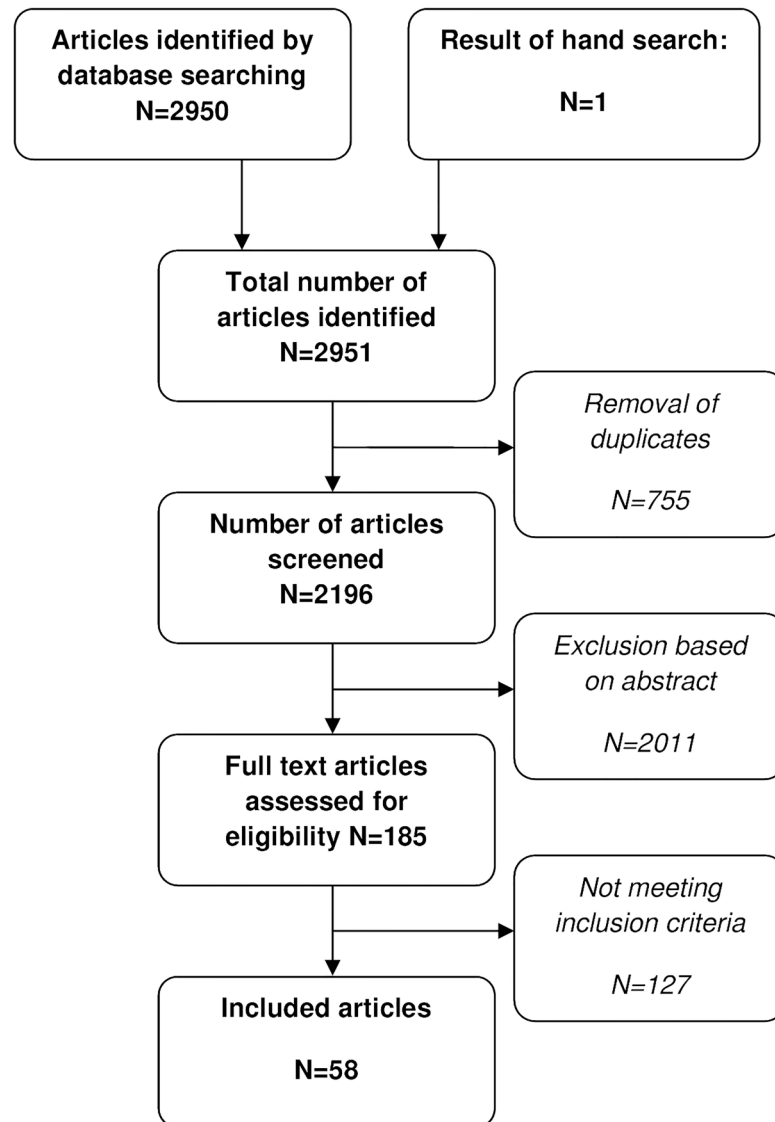 Articles identified by
database searching
N=2950
Result of hand search:
N=1
Total number of
articles identified
N=2951
Removal of
duplicates
N=755
Number of articles
screened
N=2196
Exclusion based
on abstract
N=2011
Full text articles
assessed for
eligibility N=185
Not meeting
inclusion criteria
N=127
Included articles
N=58